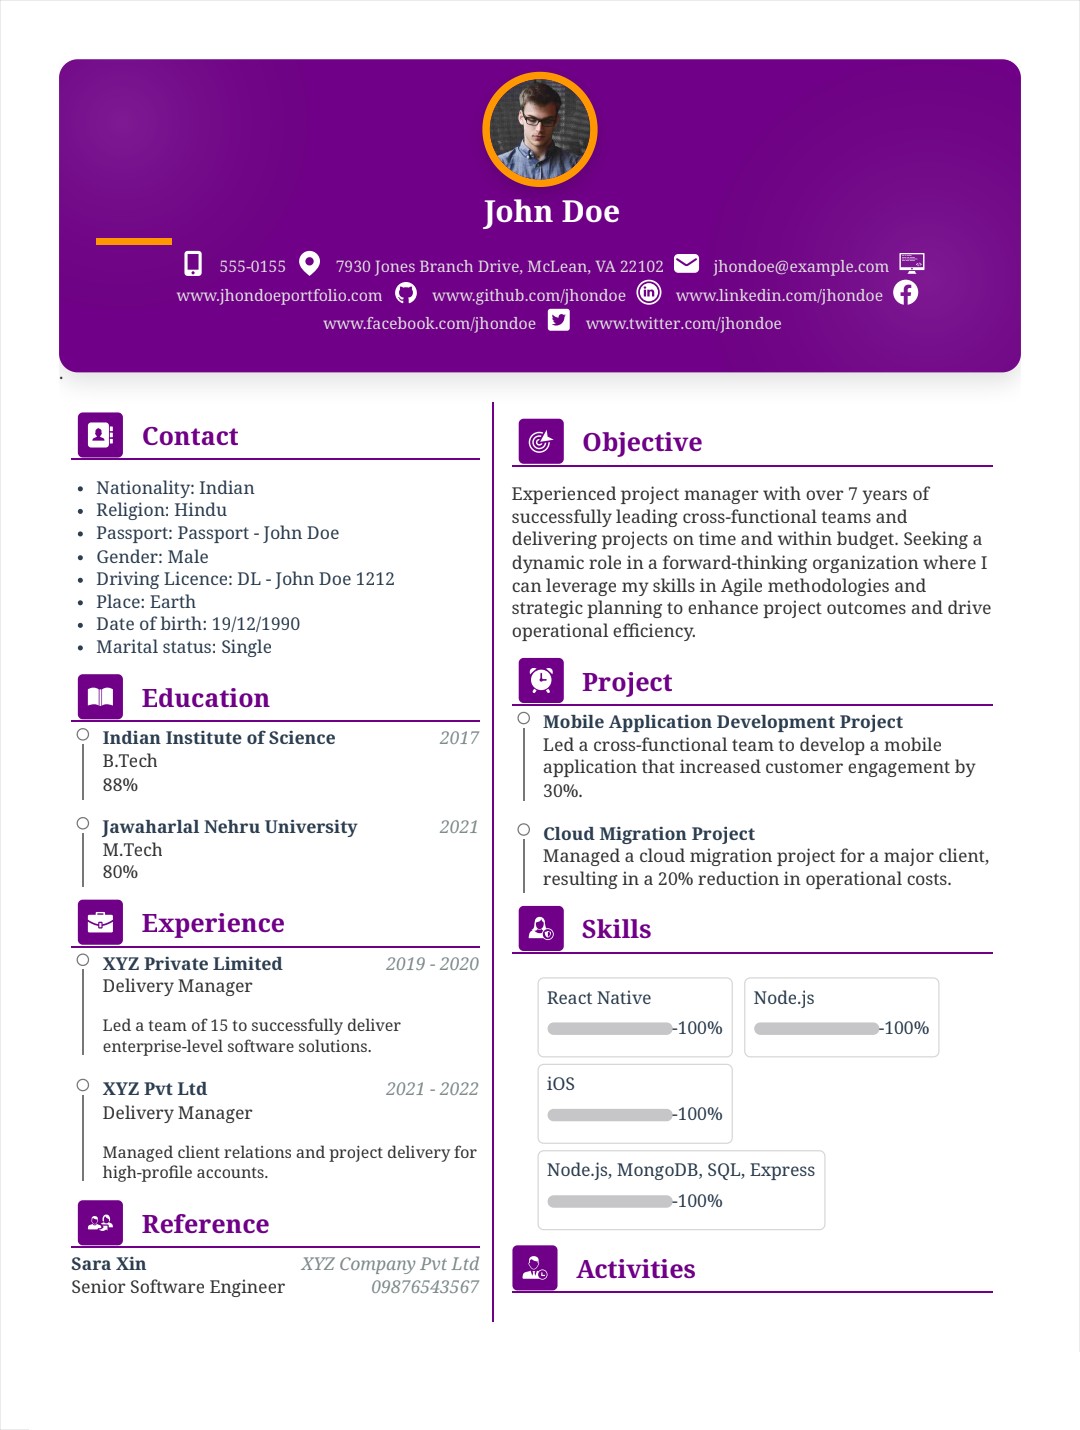 John Doe
555-0155 7930 Jones Branch Drive, McLean, VA 22102 jhondoe@example.com
www.jhondoeportfolio.com www.github.com/jhondoe www.linkedin.com/jhondoe
www.facebook.com/jhondoe www.twitter.com/jhondoe
.
Contact
• Nationality: Indian
• Religion: Hindu
• Passport: Passport - John Doe
• Gender: Male
• Driving Licence: DL - John Doe 1212
• Place: Earth
• Date of birth: 19/12/1990
• Marital status: Single
Education
Indian Institute of Science 2017
B.Tech
88%
Jawaharlal Nehru University 2021
M.Tech
80%
Experience
XYZ Private Limited 2019 - 2020
Delivery Manager
Led a team of 15 to successfully deliver
enterprise-level software solutions.
XYZ Pvt Ltd 2021 - 2022
Delivery Manager
Managed client relations and project delivery for
high-profile accounts.
Reference
Sara Xin XYZ Company Pvt Ltd
Senior Software Engineer 09876543567
Objective
Experienced project manager with over 7 years of
successfully leading cross-functional teams and
delivering projects on time and within budget. Seeking a
dynamic role in a forward-thinking organization where I
can leverage my skills in Agile methodologies and
strategic planning to enhance project outcomes and drive
operational efficiency.
Project
Mobile Application Development Project
Led a cross-functional team to develop a mobile
application that increased customer engagement by
30%.
Cloud Migration Project
Managed a cloud migration project for a major client,
resulting in a 20% reduction in operational costs.
Skills
React Native
-100%
Node.js
-100%
iOS
-100%
Node.js, MongoDB, SQL, Express
-100%
Activities